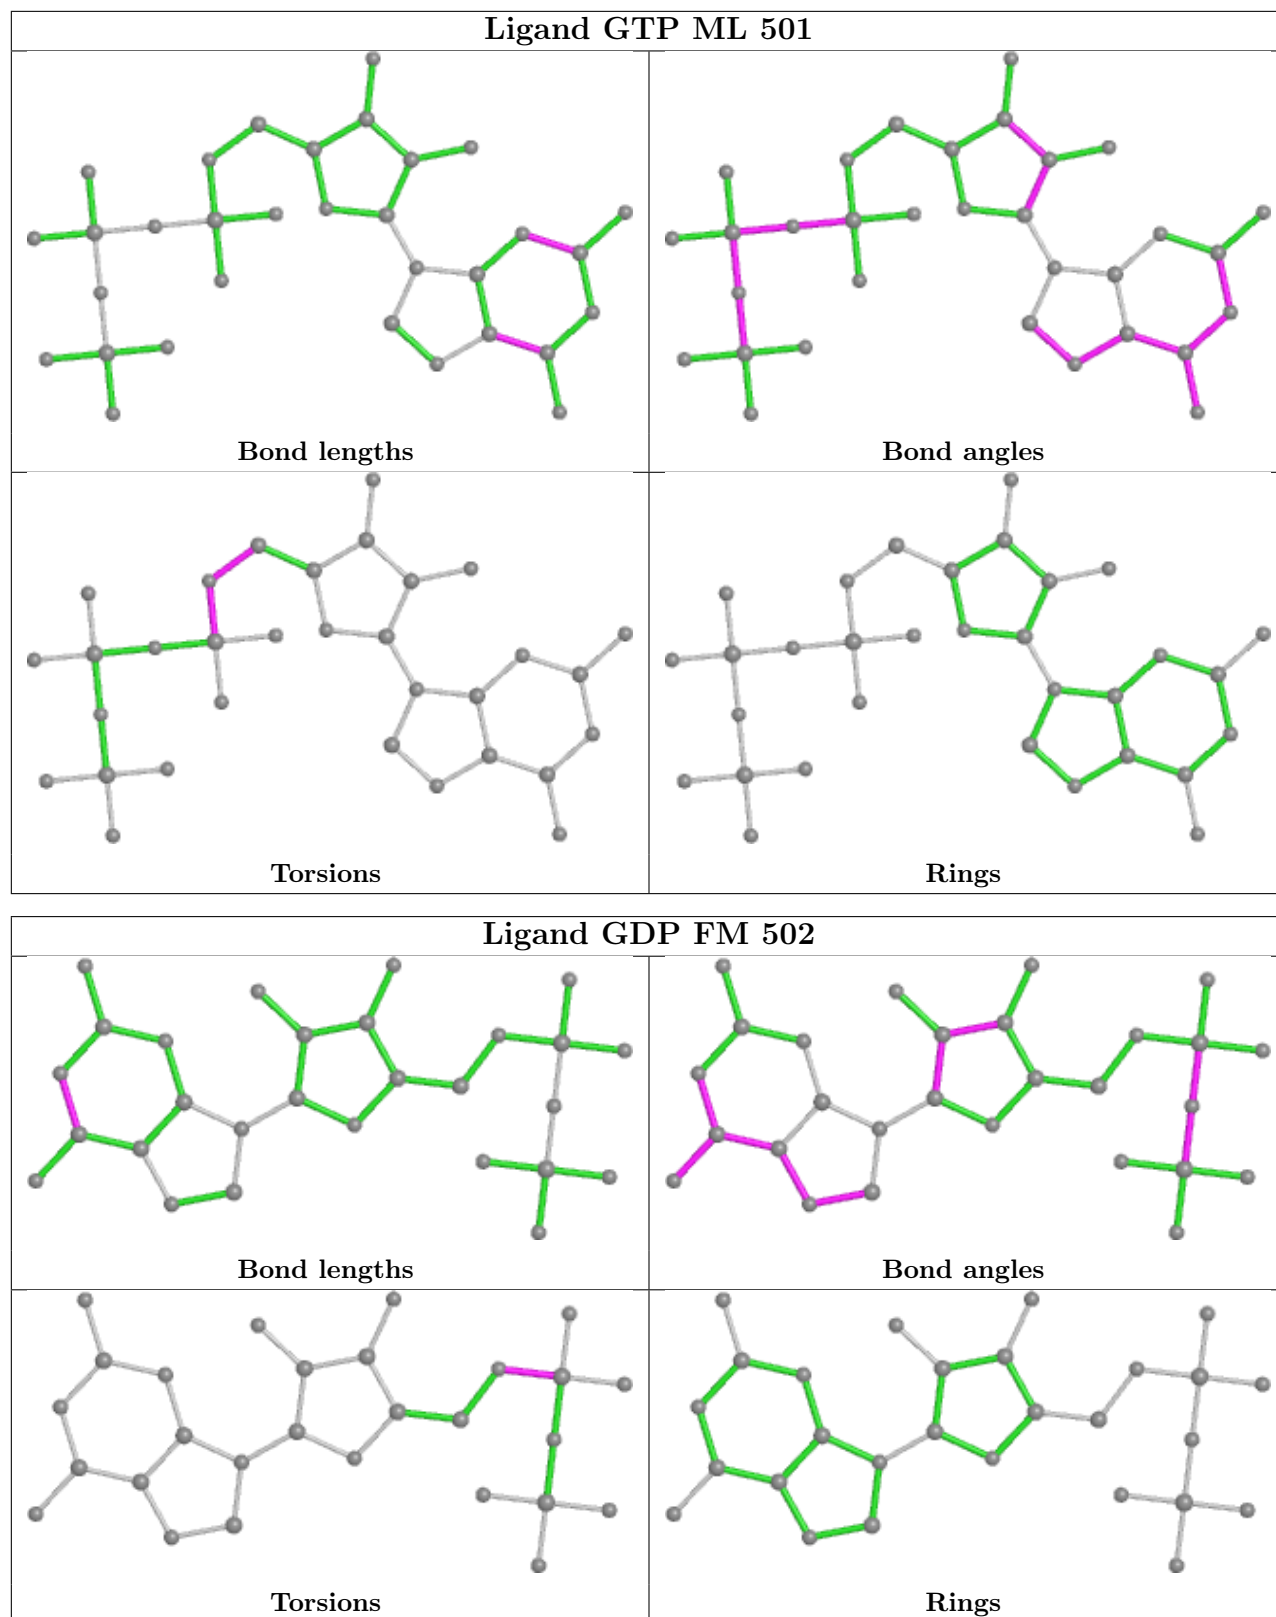 Ligand GTP ML 501
Bond lengths
Bond angles
Torsions
Rings
Ligand GDP FM 502
Bond lengths
Bond angles
Torsions
Rings